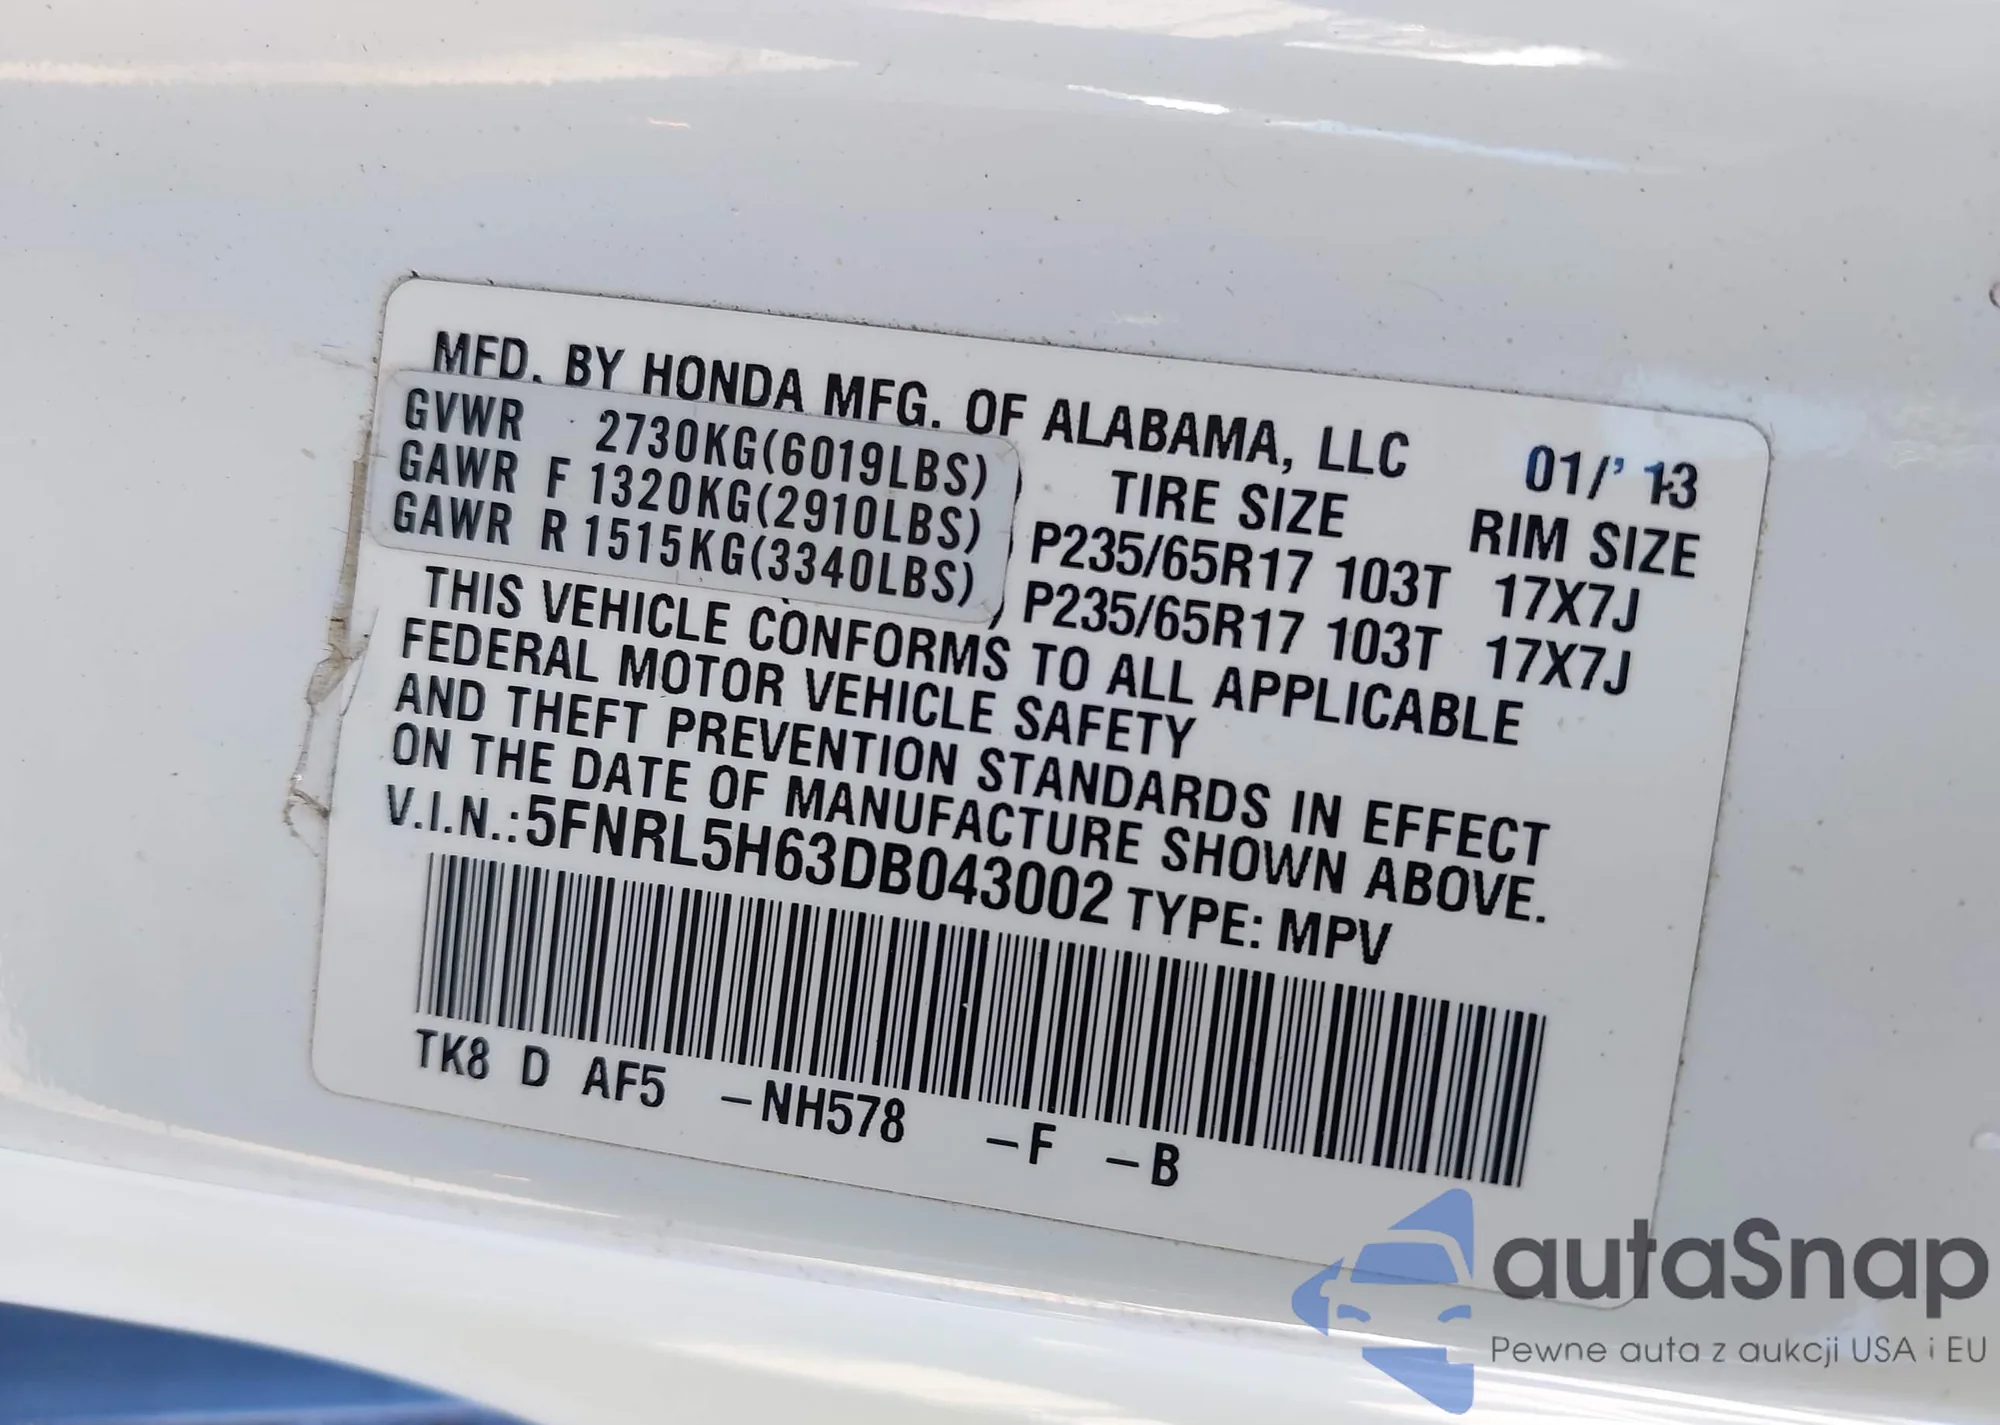 MFD. BY HONDA MFG. OF ALABAMA, LLC 01/'13
GVWR 2730KG(6019LBS) TIRE SIZE RIM SIZE
GAWR F 1320KG(2910LBS) P235/65R17 103T 17X7J
GAWR R 1515KG(3340LBS) P235/65R17 103T 17X7J
THIS VEHICLE CONFORMS TO ALL APPLICABLE
FEDERAL MOTOR VEHICLE SAFETY
AND THEFT PREVENTION STANDARDS IN EFFECT
ON THE DATE OF MANUFACTURE SHOWN ABOVE.
V.I.N.:5FNRL5H63DB043002 TYPE: MPV
TK8 D AF5 –NH578 –F –B
autaSnap
Pewne auta z aukcji USA i EU